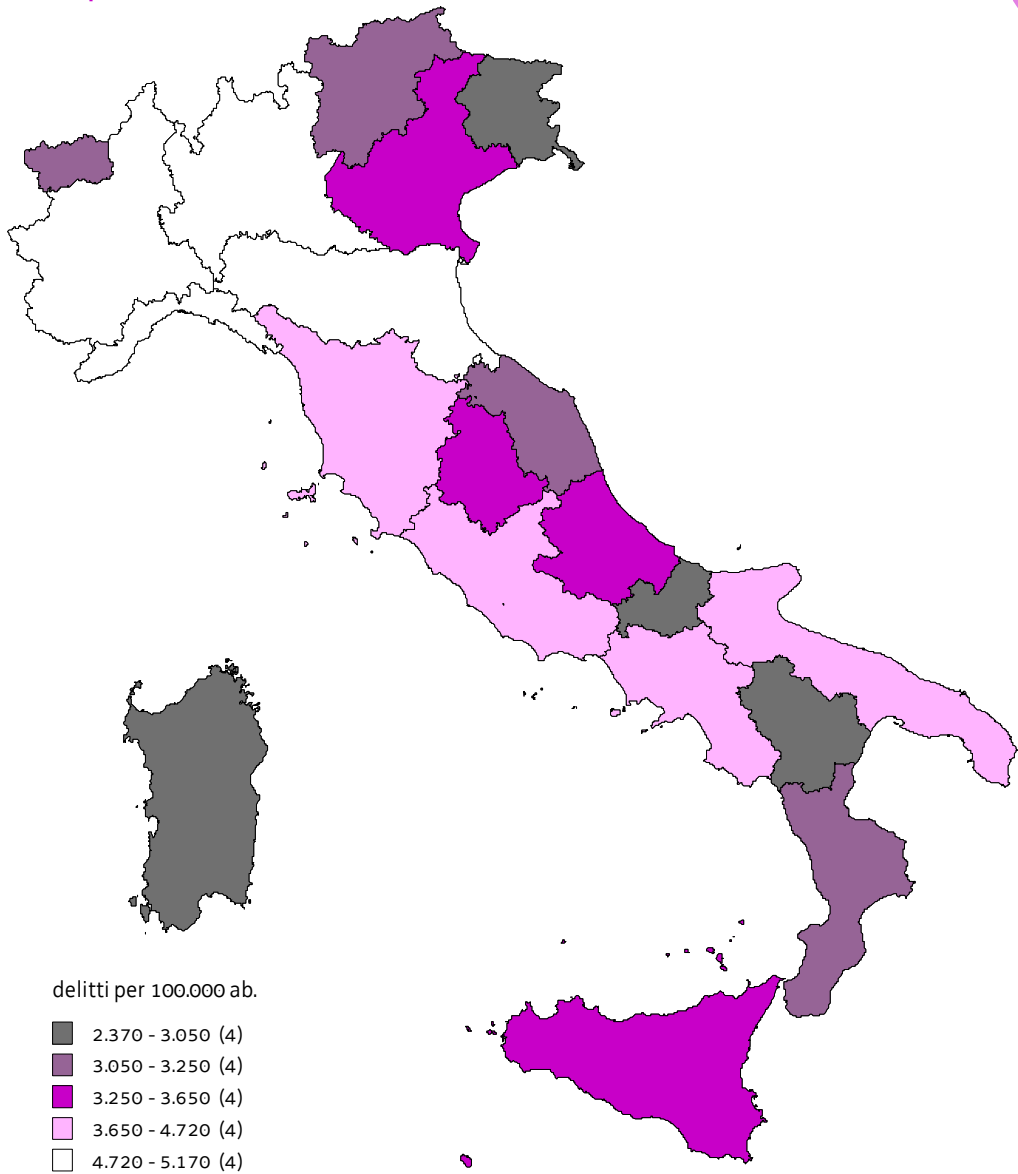 delitti per 100.000 ab.
2.370 - 3.050 (4)
3.050 - 3.250 (4)
3.250 - 3.650 (4)
3.650 - 4.720 (4)
4.720 - 5.170 (4)